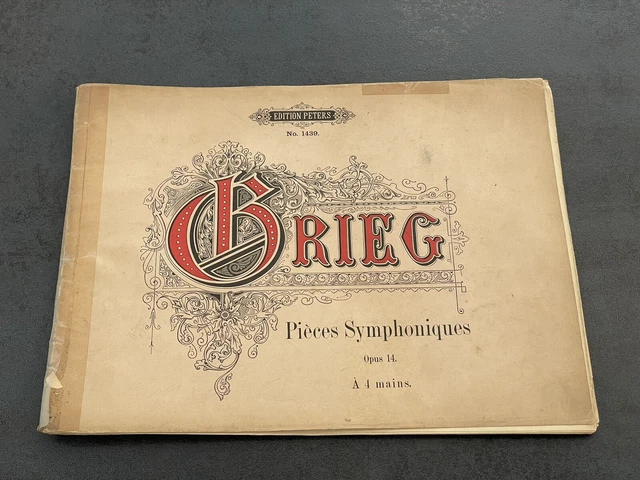 EDITION PETERS
No. 1439.
GRIEG
Pièces Symphoniques
Opus 14.
À 4 mains.